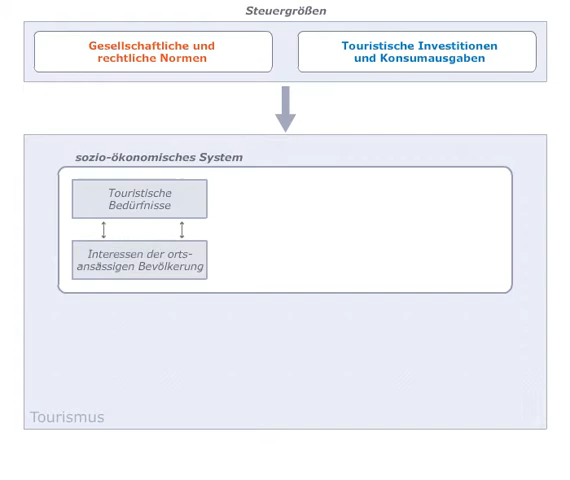 Steuergrößen
Gesellschaftliche und
rechtliche Normen
Touristische Investitionen
und Konsumausgaben
sozio-ökonomisches System
Touristische
Bedürfnisse
Interessen der orts-
ansässigen Bevölkerung
Tourismus